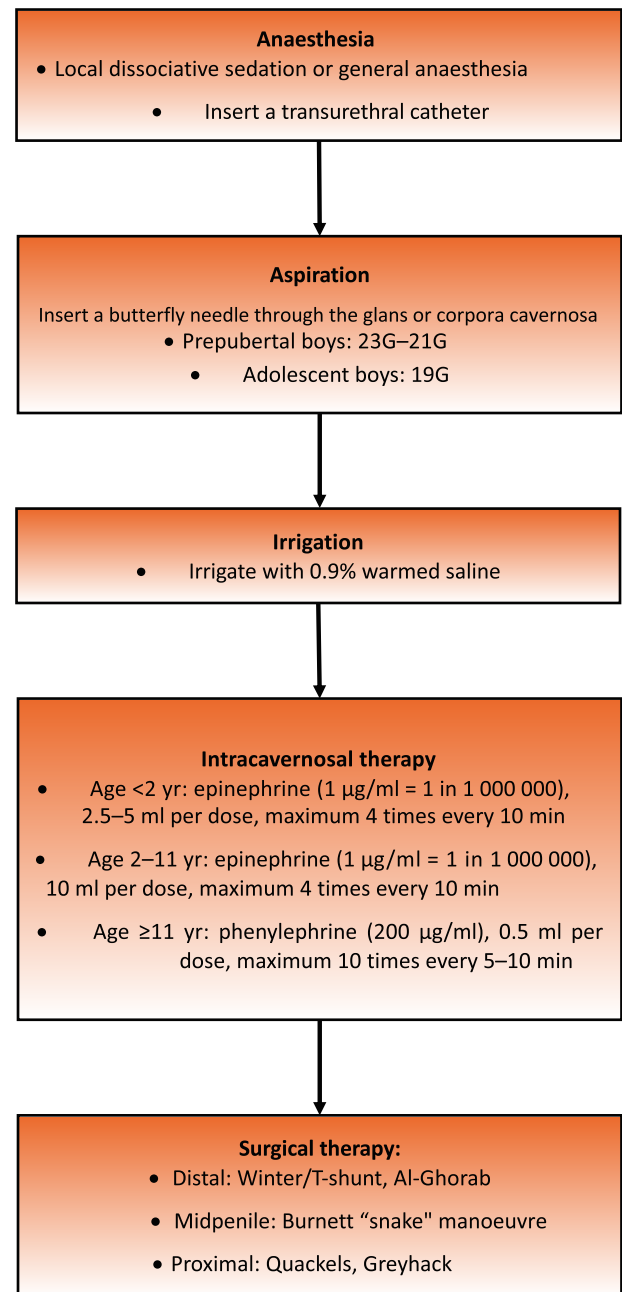 Anaesthesia
• Local dissociative sedation or general anaesthesia
• Insert a transurethral catheter
Aspiration
Insert a butterfly needle through the glans or corpora cavernosa
• Prepubertal boys: 23G–21G
• Adolescent boys: 19G
Irrigation
• Irrigate with 0.9% warmed saline
Intracavernosal therapy
• Age <2 yr: epinephrine (1 µg/ml = 1 in 1 000 000),
2.5–5 ml per dose, maximum 4 times every 10 min
• Age 2–11 yr: epinephrine (1 µg/ml = 1 in 1 000 000),
10 ml per dose, maximum 4 times every 10 min
• Age ≥11 yr: phenylephrine (200 µg/ml), 0.5 ml per
dose, maximum 10 times every 5–10 min
Surgical therapy:
• Distal: Winter/T-shunt, Al-Ghorab
• Midpenile: Burnett “snake" manoeuvre
• Proximal: Quackels, Greyhack